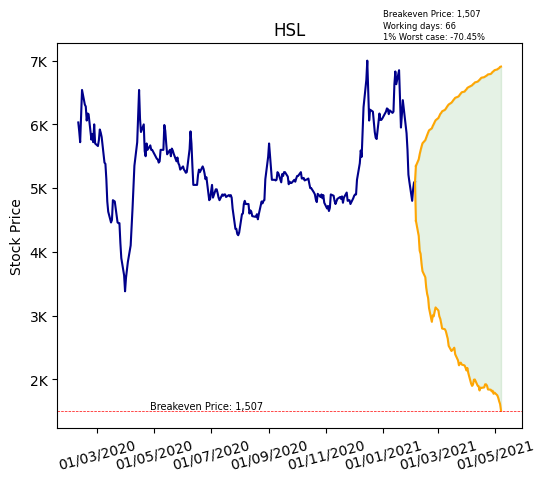 Breakeven Price: 1,507
Working days: 66
1% Worst case: -70.45%
HSL
Stock Price
7K
6K
5K
4K
3K
2K
Breakeven Price: 1,507
01/03/2020 01/05/2020 01/07/2020 01/09/2020 01/11/2020 01/01/2021 01/03/2021 01/05/2021